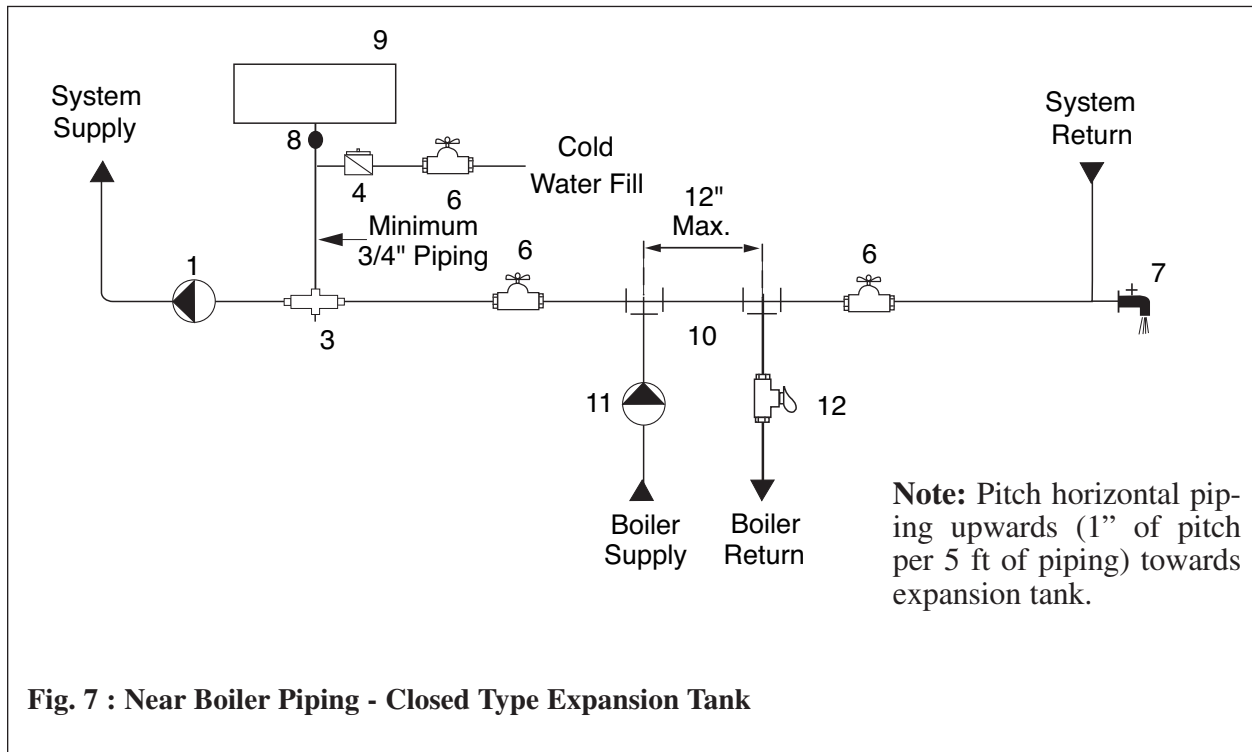 9
System
Supply
System
Return
8
Cold
Water Fill
4
6
12"
Max.
Minimum
3/4" Piping
1
6
6
7
3
10
11
12
Boiler
Supply
Boiler
Return
Note: Pitch horizontal pip-
ing upwards (1” of pitch
per 5 ft of piping) towards
expansion tank.
Fig. 7 : Near Boiler Piping - Closed Type Expansion Tank